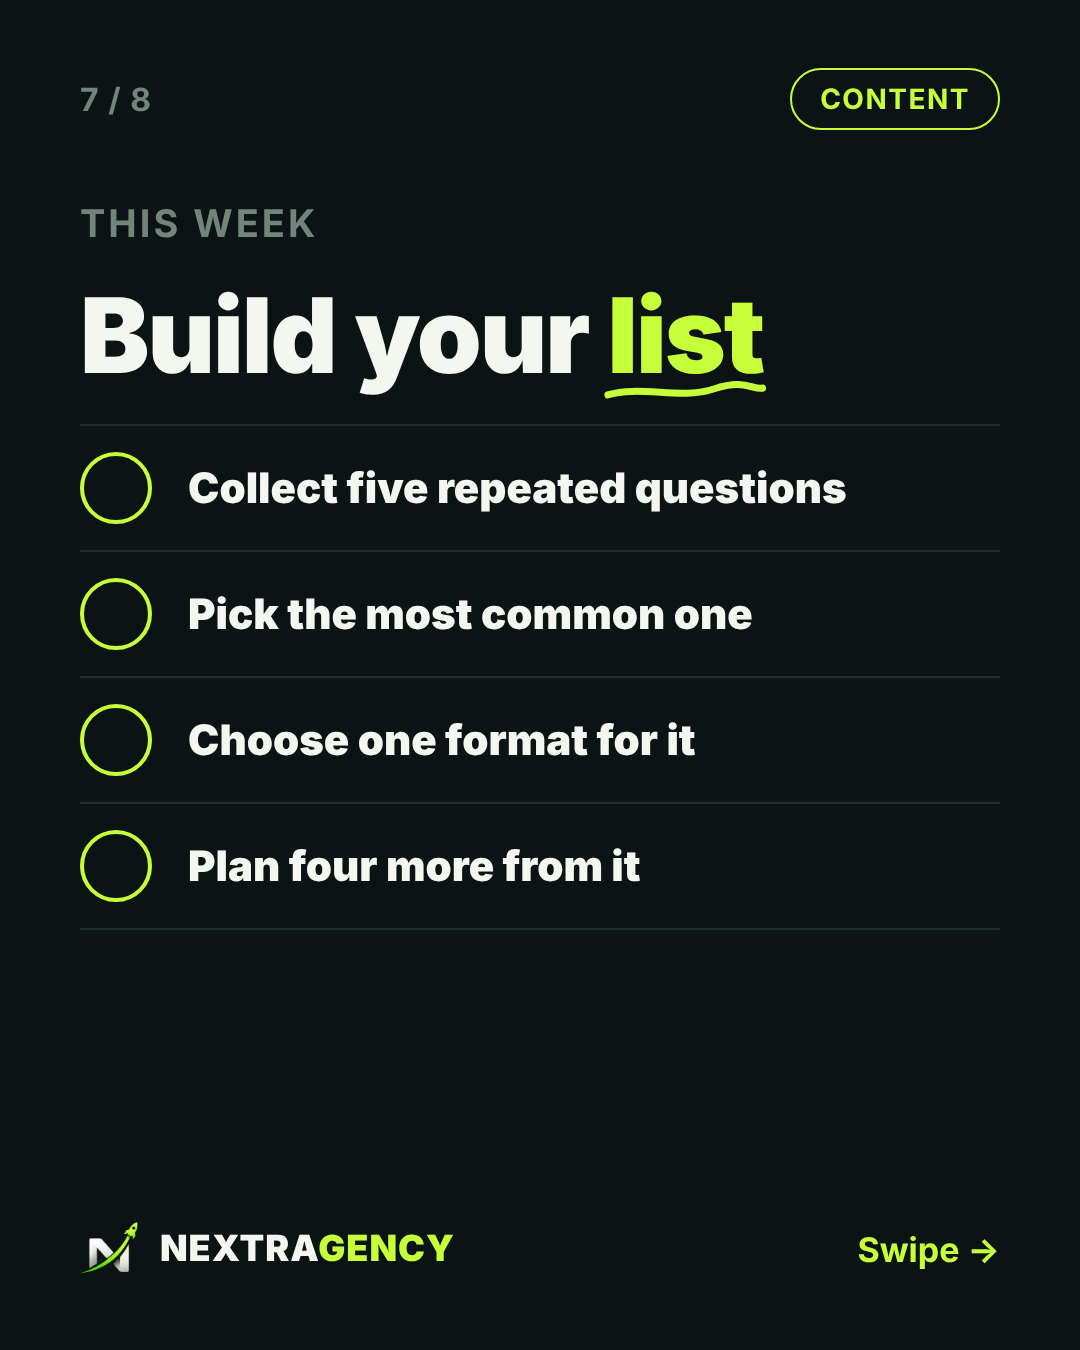 7 / 8
CONTENT
THIS WEEK
Build your list
Collect five repeated questions
Pick the most common one
Choose one format for it
Plan four more from it
NEXTRAGENCY
Swipe →